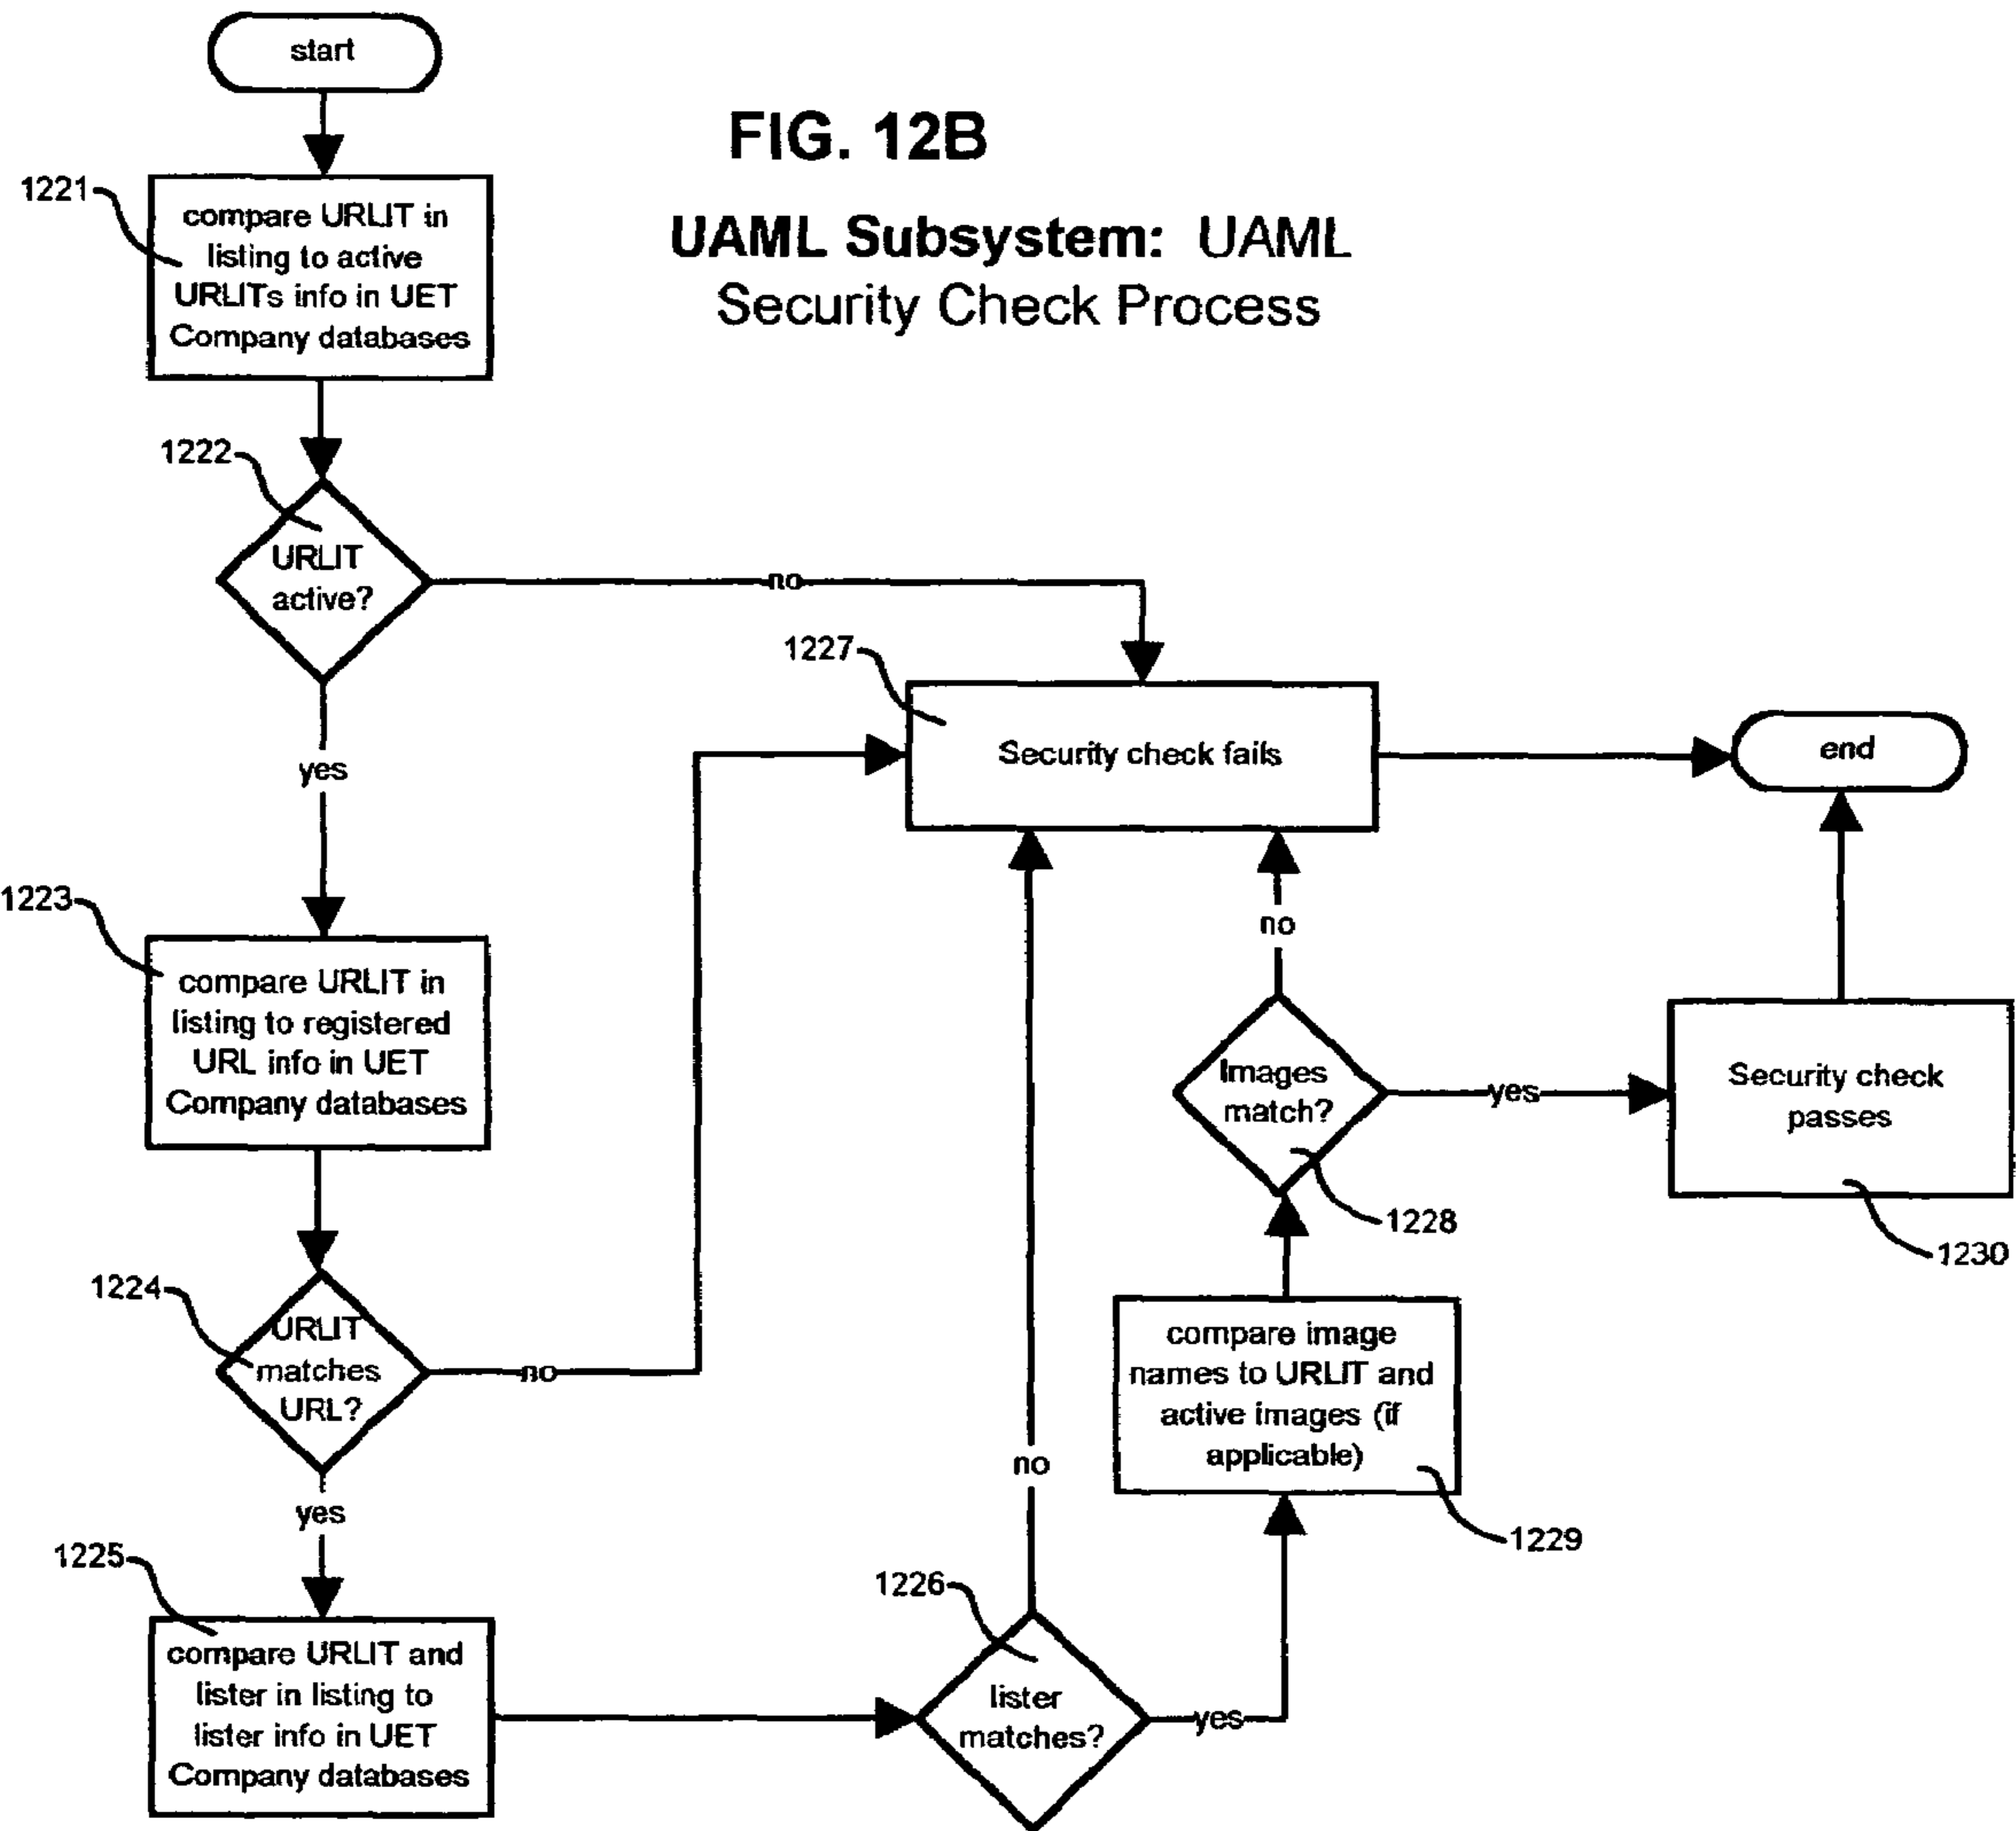 start
FIG. 12B
UAML Subsystem: UAML
Security Check Process
1221
compare URLIT in
listing to active
URLITs info in UET
Company databases
1222
URLIT
active?
no
yes
1227
Security check fails
end
1223
compare URLIT in
listing to registered
URL info in UET
Company databases
no
Images
match?
yes
Security check
passes
1228
1230
1224
URLIT
matches
URL?
no
compare image
names to URLIT and
active images (if
applicable)
1229
no
yes
1225
compare URLIT and
lister in listing to
lister info in UET
Company databases
1226
lister
matches?
yes